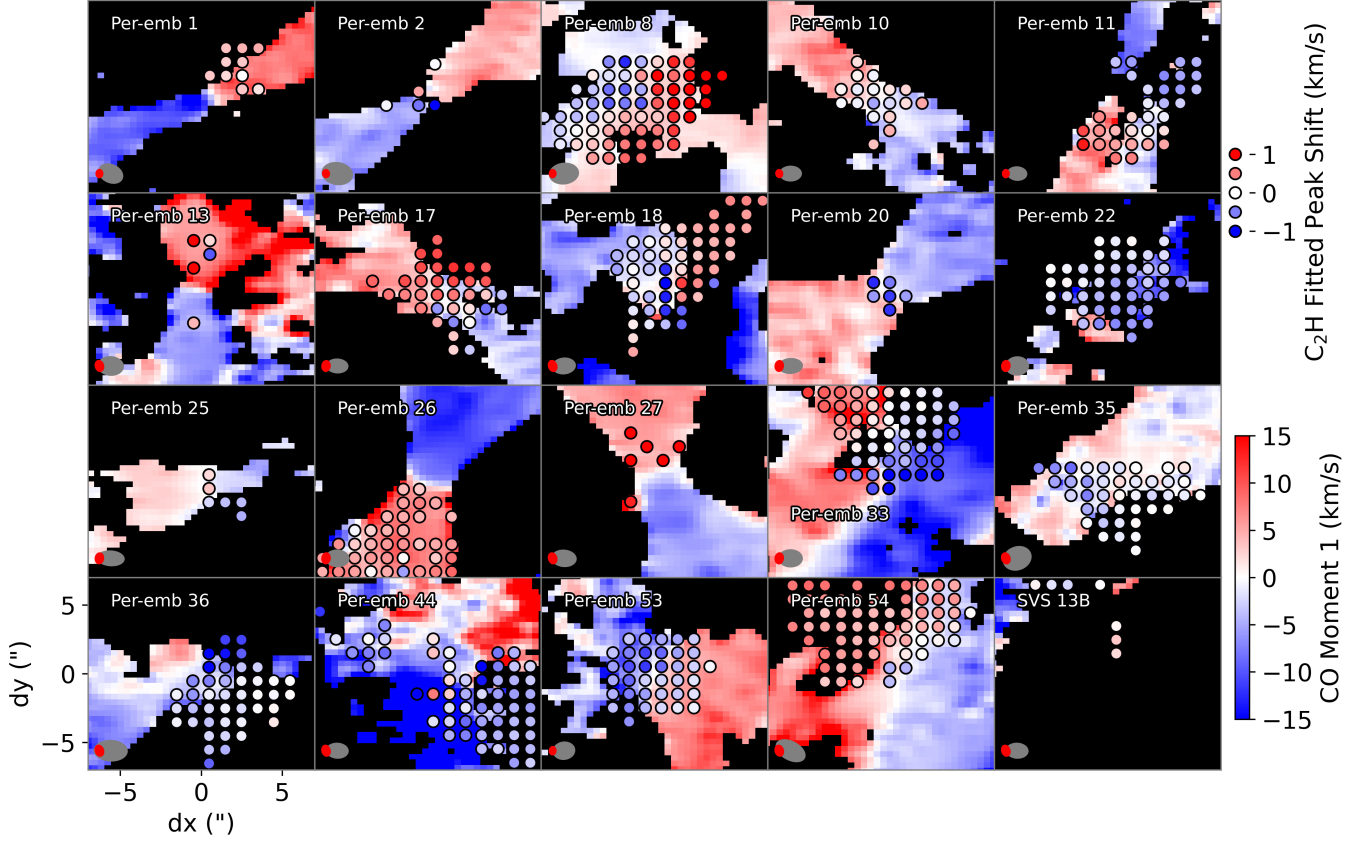 Per-emb 1
Per-emb 2
Per-emb 8
Per-emb 10
Per-emb 11
Per-emb 13
Per-emb 17
Per-emb 18
Per-emb 20
Per-emb 22
Per-emb 25
Per-emb 26
Per-emb 27
Per-emb 33
Per-emb 35
Per-emb 36
Per-emb 44
Per-emb 53
Per-emb 54
SVS 13B
1
0
−1
C₂H Fitted Peak Shift (km/s)
15
10
5
0
−5
−10
−15
CO Moment 1 (km/s)
5
0
−5
dy (")
−5
0
5
dx (")